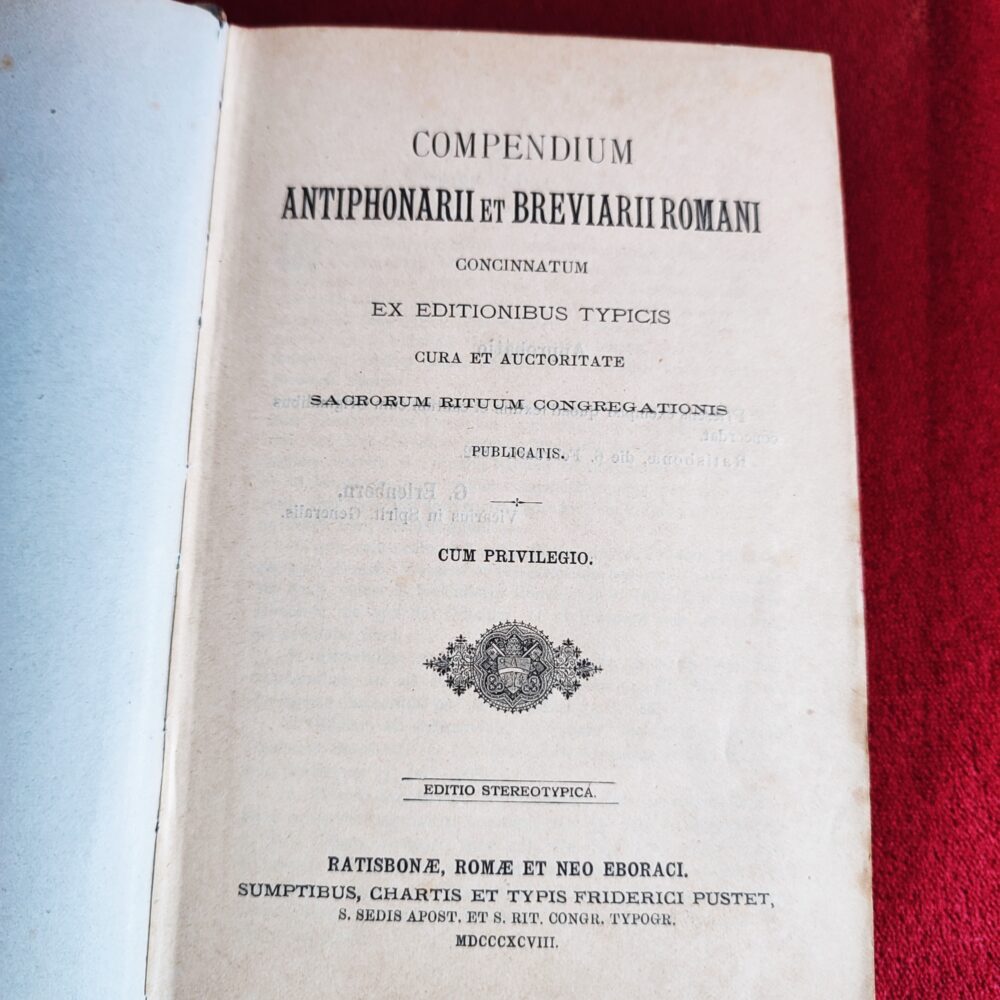 COMPENDIUM
ANTIPHONARII ET BREVIARII ROMANI
CONCINNATUM
EX EDITIONIBUS TYPICIS
CURA ET AUCTORITATE
SACRORUM RITUUM CONGREGATIONIS
PUBLICATIS.
CUM PRIVILEGIO.
EDITIO STEREOTYPICA.
RATISBONÆ, ROMÆ ET NEO EBORACI.
SUMPTIBUS, CHARTIS ET TYPIS FRIDERICI PUSTET,
S. SEDIS APOST. ET S. RIT. CONGR. TYPOGR.
MDCCCXCVIII.